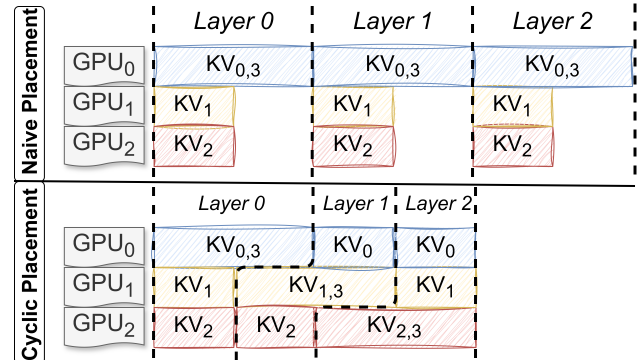 Naive Placement
Layer 0 Layer 1 Layer 2
GPU0 KV0,3 KV0,3 KV0,3
GPU1 KV1 KV1 KV1
GPU2 KV2 KV2 KV2
Cyclic Placement
Layer 0 Layer 1 Layer 2
GPU0 KV0,3 KV0 KV0
GPU1 KV1 KV1,3 KV1
GPU2 KV2 KV2 KV2,3